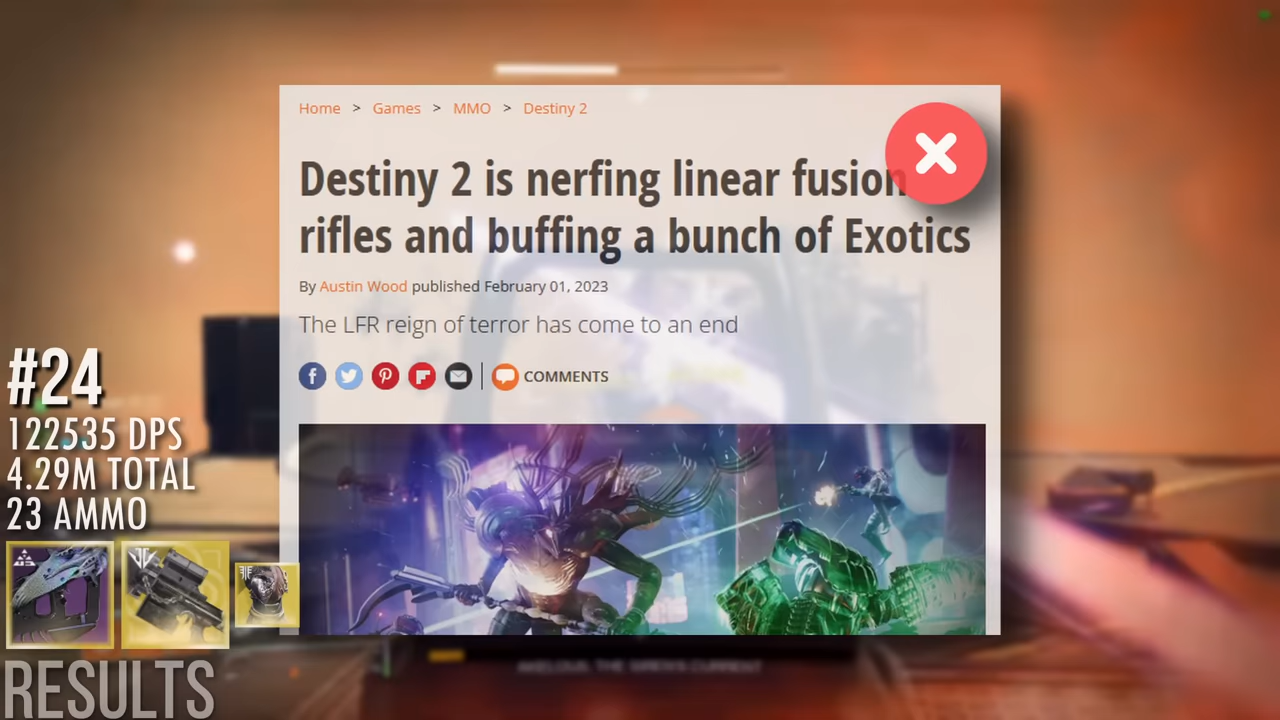 Home > Games > MMO > Destiny 2
Destiny 2 is nerfing linear fusion
rifles and buffing a bunch of Exotics
By Austin Wood published February 01, 2023
The LFR reign of terror has come to an end
COMMENTS
#24
122535 DPS
4.29M TOTAL
23 AMMO
RESULTS